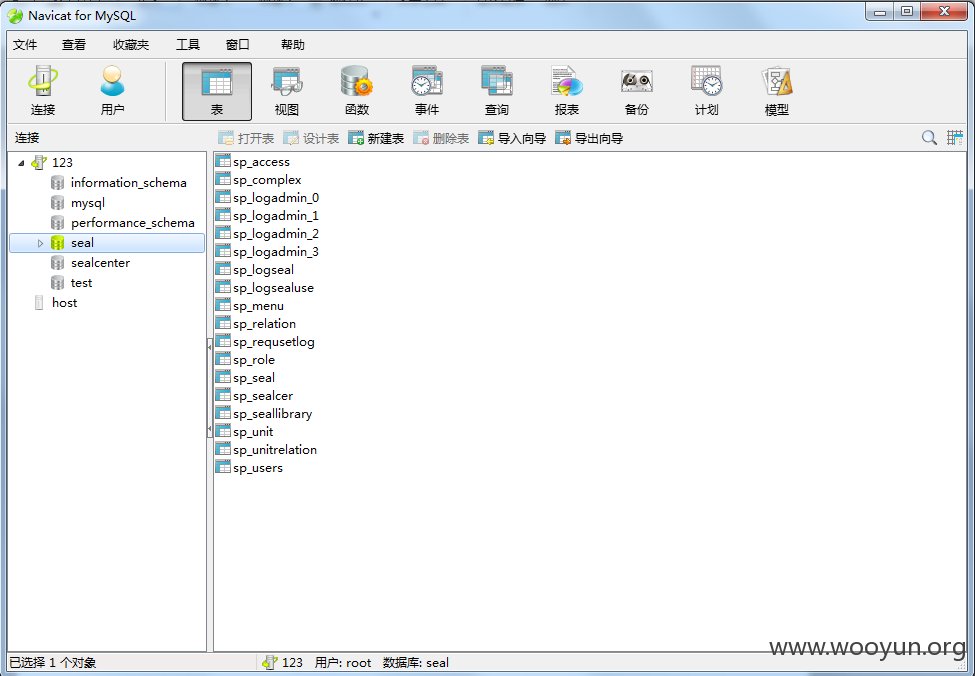 Navicat for MySQL
文件 查看 收藏夹 工具 窗口 帮助
连接 用户 表 视图 函数 事件 查询 报表 备份 计划 模型
连接 打开表 设计表 新建表 删除表 导入向导 导出向导
123
information_schema
mysql
performance_schema
seal
sealcenter
test
host
sp_access
sp_complex
sp_logadmin_0
sp_logadmin_1
sp_logadmin_2
sp_logadmin_3
sp_logseal
sp_logsealuse
sp_menu
sp_relation
sp_requsetlog
sp_role
sp_seal
sp_sealcer
sp_seallibrary
sp_unit
sp_unitrelation
sp_users
www.wooyun.org
已选择 1 个对象 123 用户: root 数据库: seal